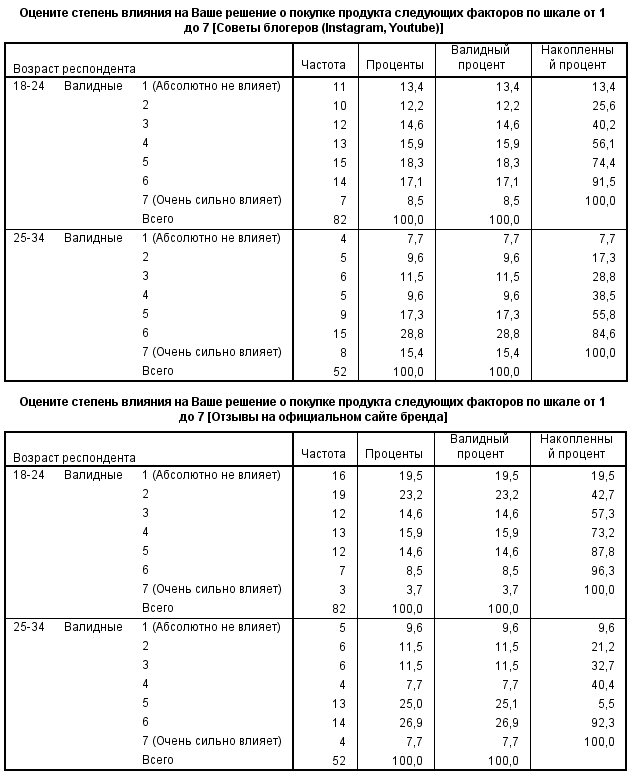 Оцените степень влияния на Ваше решение о покупке продукта следующих факторов по шкале от 1
до 7 [Советы блогеров (Instagram, Youtube)]
Возраст респондента Частота Проценты Валидный процент Накопленны й процент
18-24 Валидные 1 (Абсолютно не влияет) 11 13,4 13,4 13,4
2 10 12,2 12,2 25,6
3 12 14,6 14,6 40,2
4 13 15,9 15,9 56,1
5 15 18,3 18,3 74,4
6 14 17,1 17,1 91,5
7 (Очень сильно влияет) 7 8,5 8,5 100,0
Всего 82 100,0 100,0
25-34 Валидные 1 (Абсолютно не влияет) 4 7,7 7,7 7,7
2 5 9,6 9,6 17,3
3 6 11,5 11,5 28,8
4 5 9,6 9,6 38,5
5 9 17,3 17,3 55,8
6 15 28,8 28,8 84,6
7 (Очень сильно влияет) 8 15,4 15,4 100,0
Всего 52 100,0 100,0
Оцените степень влияния на Ваше решение о покупке продукта следующих факторов по шкале от 1
до 7 [Отзывы на официальном сайте бренда]
Возраст респондента Частота Проценты Валидный процент Накопленны й процент
18-24 Валидные 1 (Абсолютно не влияет) 16 19,5 19,5 19,5
2 19 23,2 23,2 42,7
3 12 14,6 14,6 57,3
4 13 15,9 15,9 73,2
5 12 14,6 14,6 87,8
6 7 8,5 8,5 96,3
7 (Очень сильно влияет) 3 3,7 3,7 100,0
Всего 82 100,0 100,0
25-34 Валидные 1 (Абсолютно не влияет) 5 9,6 9,6 9,6
2 6 11,5 11,5 21,2
3 6 11,5 11,5 32,7
4 4 7,7 7,7 40,4
5 13 25,0 25,1 5,5
6 14 26,9 26,9 92,3
7 (Очень сильно влияет) 4 7,7 7,7 100,0
Всего 52 100,0 100,0